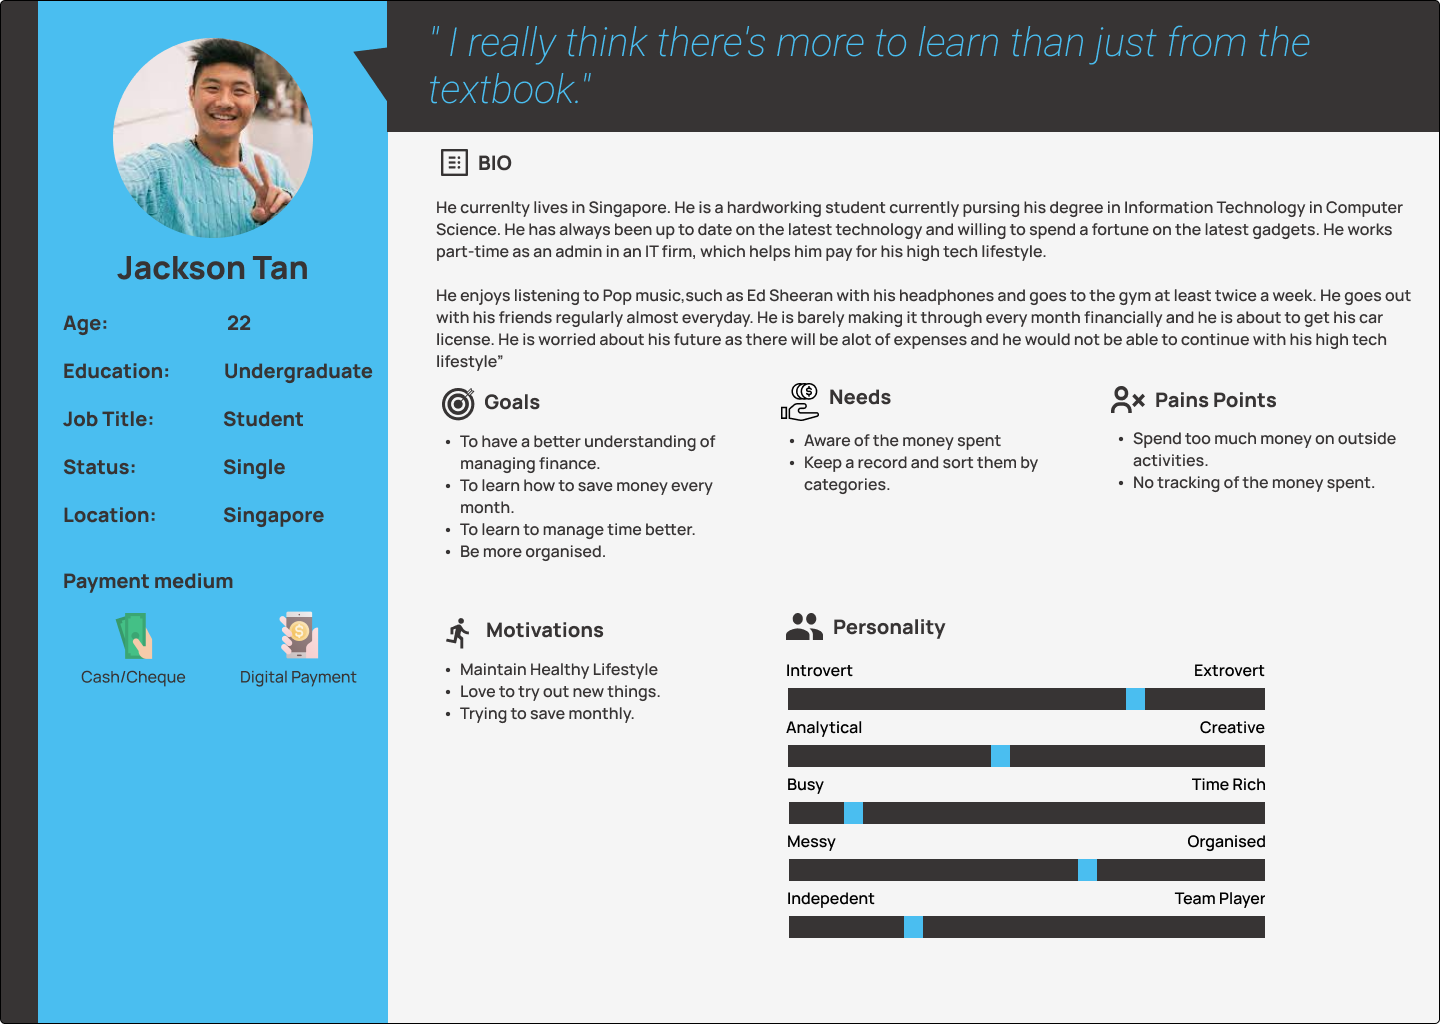 " I really think there's more to learn than just from the
textbook."
Jackson Tan
Age: 22
Education: Undergraduate
Job Title: Student
Status: Single
Location: Singapore
Payment medium
Cash/Cheque Digital Payment
BIO
He currenlty lives in Singapore. He is a hardworking student currently pursing his degree in Information Technology in Computer
Science. He has always been up to date on the latest technology and willing to spend a fortune on the latest gadgets. He works
part-time as an admin in an IT firm, which helps him pay for his high tech lifestyle.
He enjoys listening to Pop music,such as Ed Sheeran with his headphones and goes to the gym at least twice a week. He goes out
with his friends regularly almost everyday. He is barely making it through every month financially and he is about to get his car
license. He is worried about his future as there will be alot of expenses and he would not be able to continue with his high tech
lifestyle”
Goals
• To have a better understanding of
managing finance.
• To learn how to save money every
month.
• To learn to manage time better.
• Be more organised.
Needs
• Aware of the money spent
• Keep a record and sort them by
categories.
Pains Points
• Spend too much money on outside
activities.
• No tracking of the money spent.
Motivations
• Maintain Healthy Lifestyle
• Love to try out new things.
• Trying to save monthly.
Personality
Introvert Extrovert
Analytical Creative
Busy Time Rich
Messy Organised
Indepedent Team Player